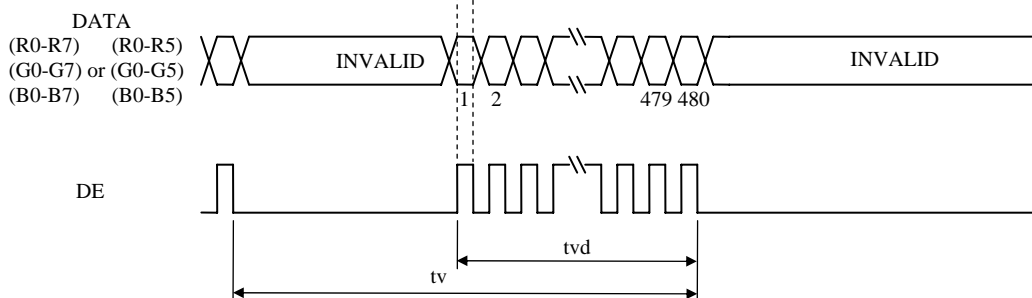 DATA
(R0-R7) (R0-R5)
(G0-G7) or (G0-G5)
(B0-B7) (B0-B5)
INVALID
INVALID
1 2 479 480
DE
tvd
tv